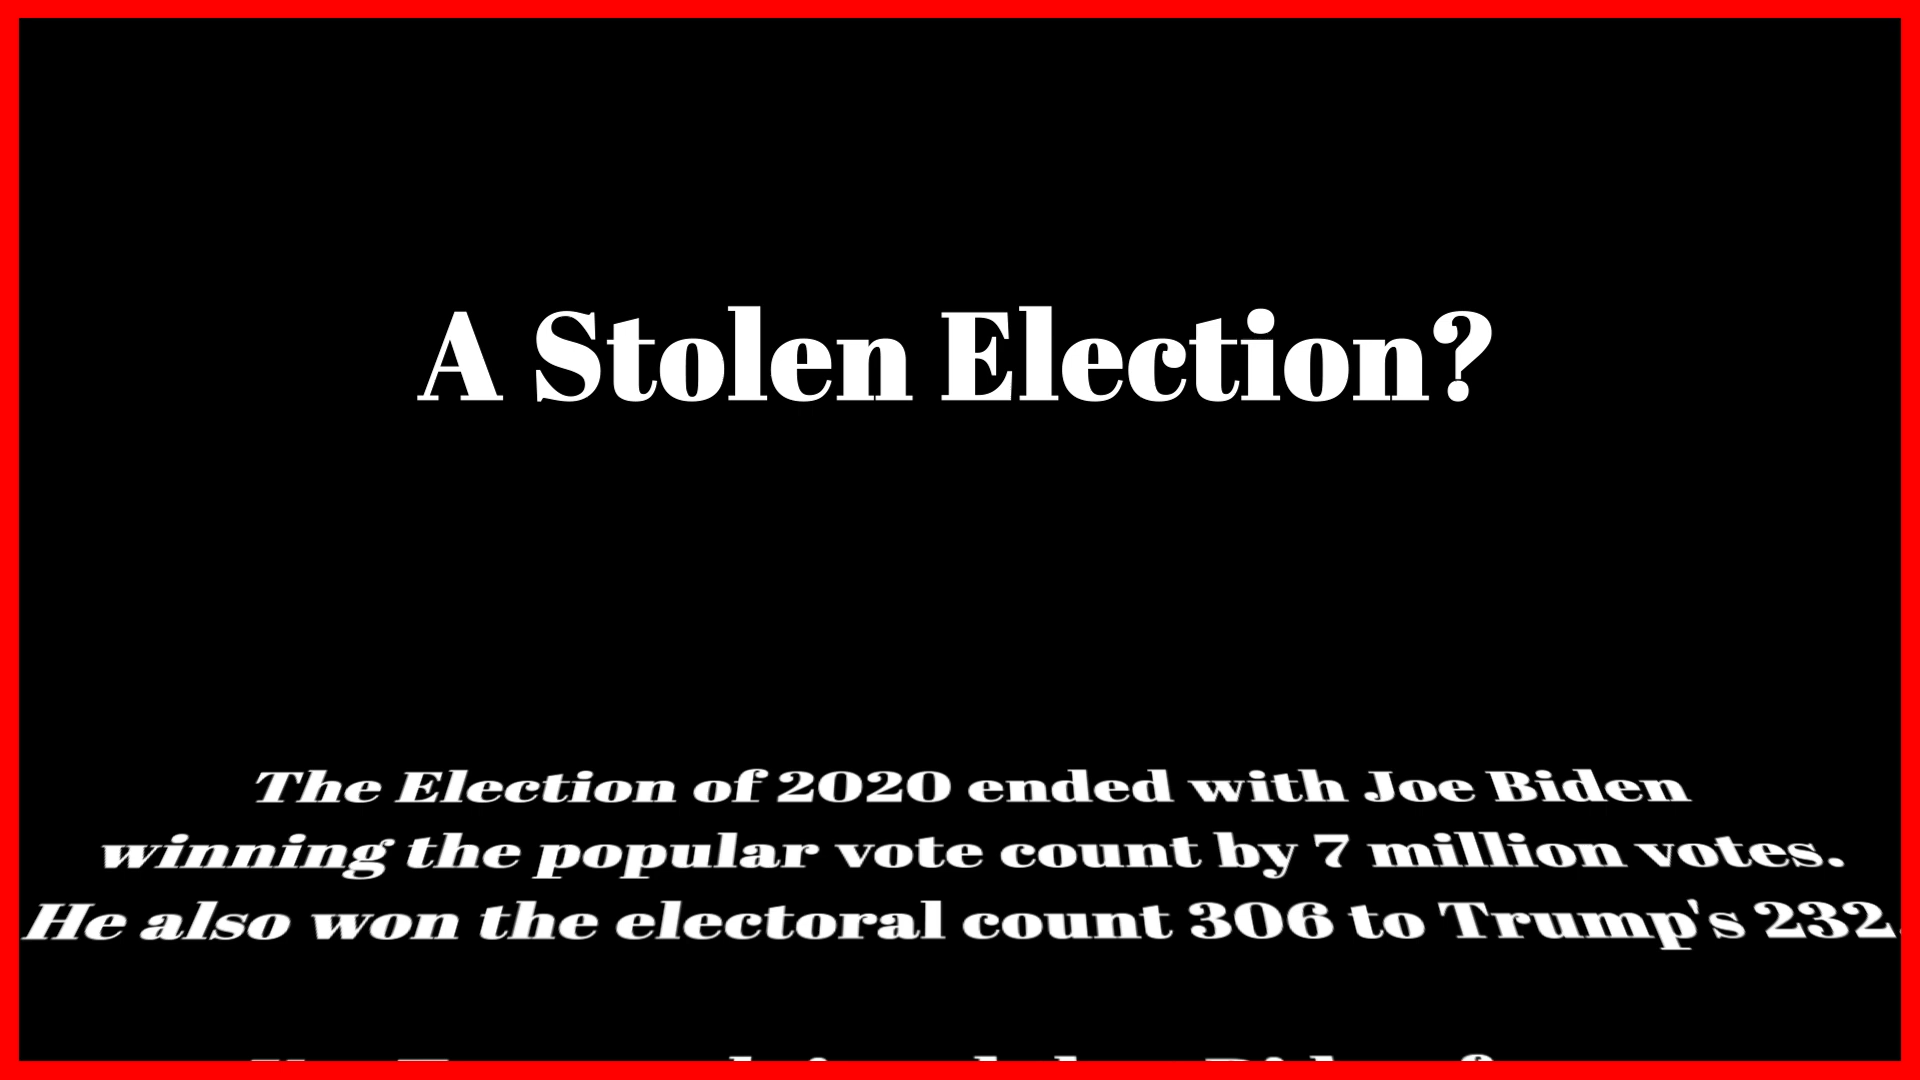 A Stolen Election?
The Election of 2020 ended with Joe Biden
winning the popular vote count by 7 million votes.
He also won the electoral count 306 to Trump's 232.